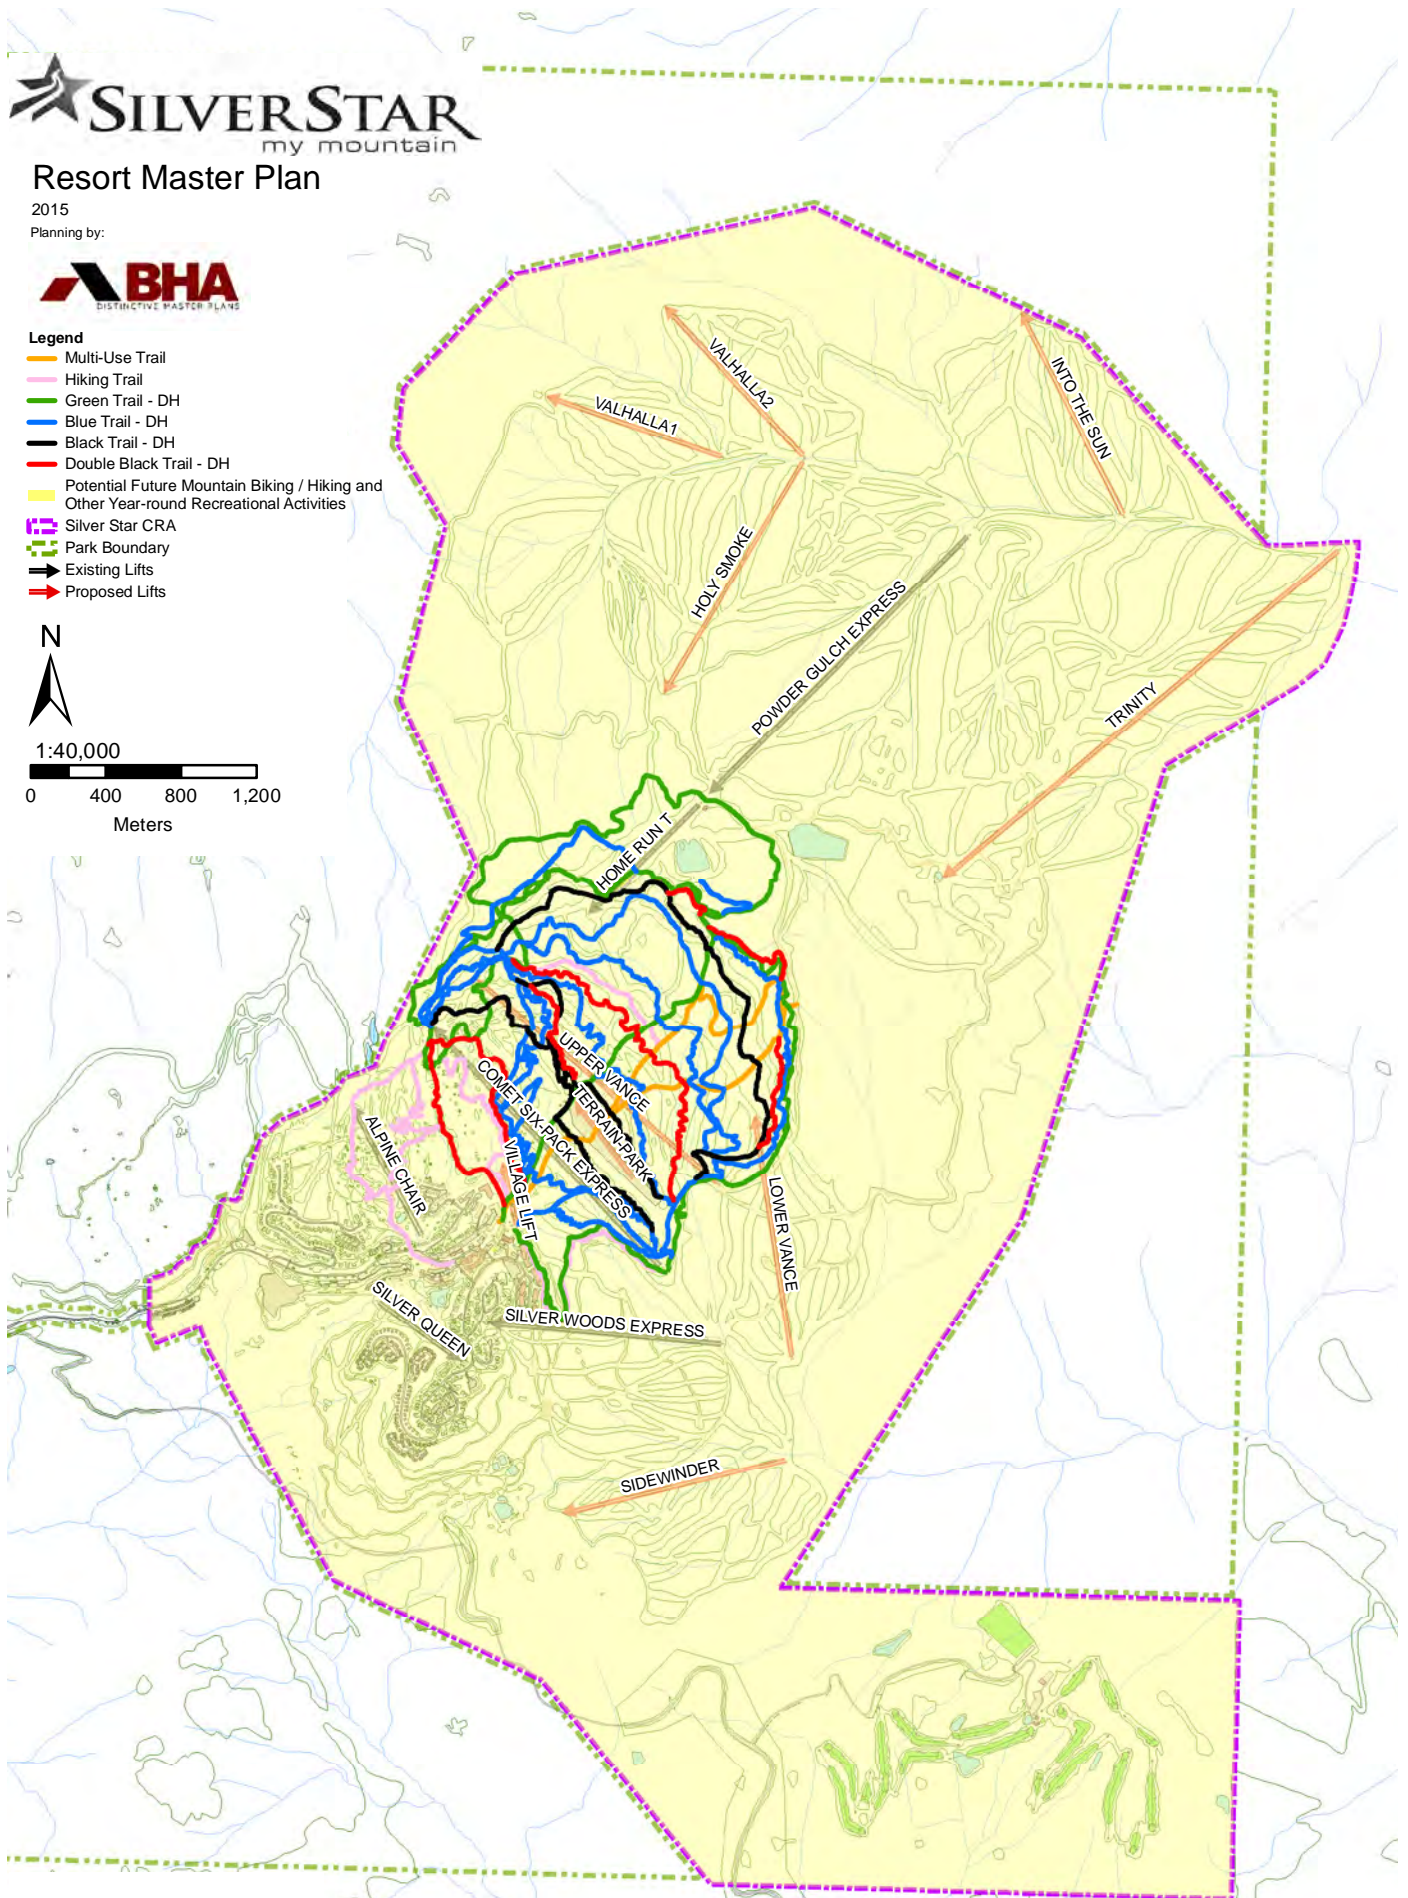 SILVERSTAR
my mountain
Resort Master Plan
2015
Planning by:
BHA
DISTINCTIVE MASTER PLANS
Legend
Multi-Use Trail
Hiking Trail
Green Trail - DH
Blue Trail - DH
Black Trail - DH
Double Black Trail - DH
Potential Future Mountain Biking / Hiking and
Other Year-round Recreational Activities
Silver Star CRA
Park Boundary
Existing Lifts
Proposed Lifts
N
1:40,000
0 400 800 1,200
Meters
VALHALLA2
VALHALLA1
INTO THE SUN
HOLY SMOKE
POWDER GULCH EXPRESS
TRINITY
HOME RUN T
UPPER VANCE
COMET SIX-PACK EXPRESS
TERRAIN-PARK
ALPINE CHAIR
VILLAGE LIFT
LOWER VANCE
SILVER QUEEN
SILVER WOODS EXPRESS
SIDEWINDER